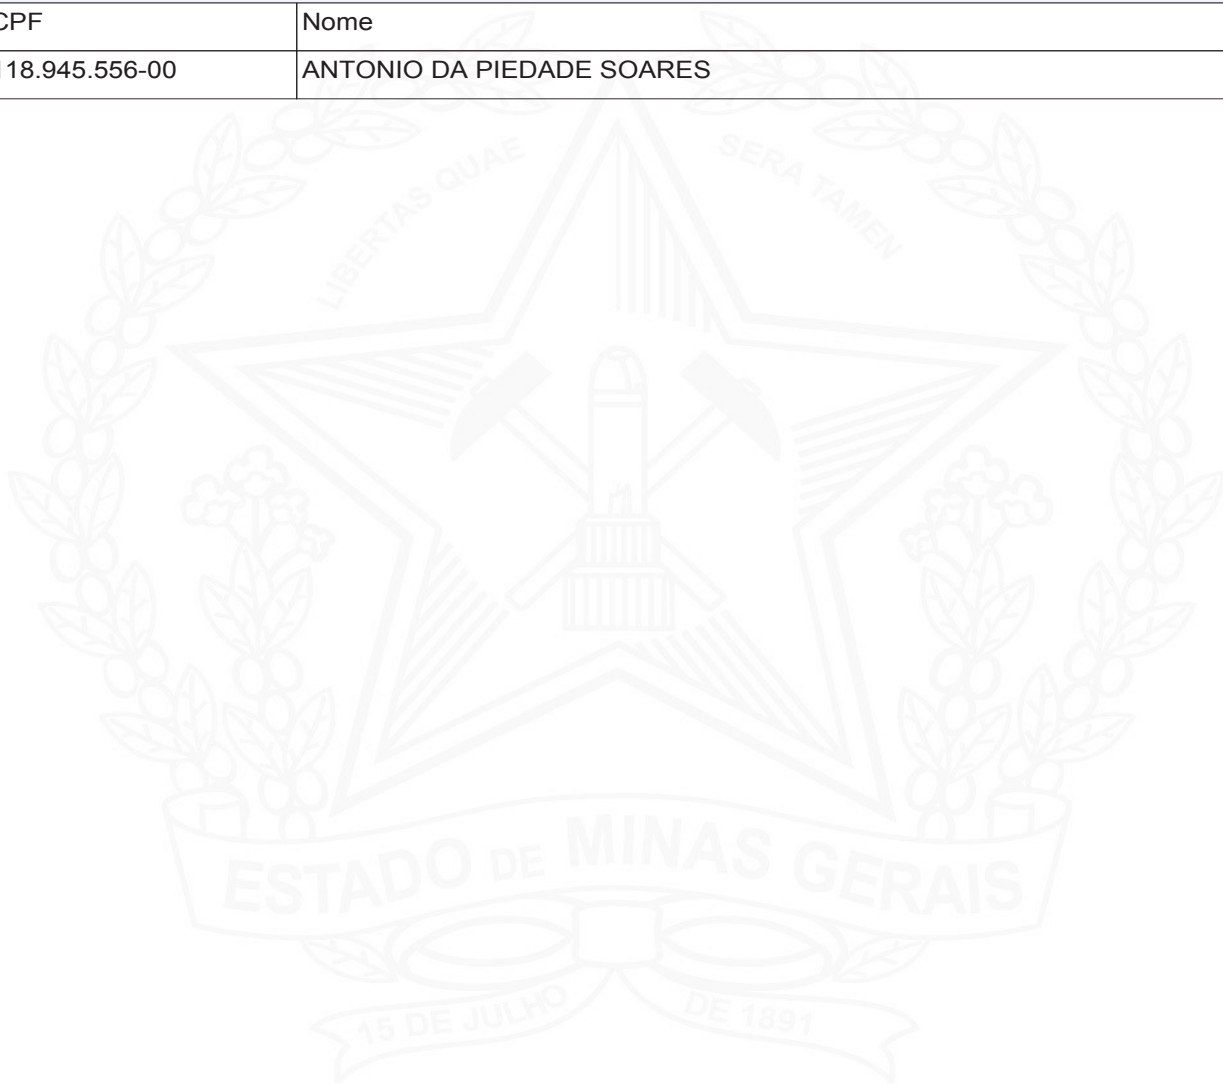 CPF Nome
118.945.556-00 ANTONIO DA PIEDADE SOARES
LIBERTAS QUAE SERA TAMEN
ESTADO DE MINAS GERAIS
15 DE JULHO DE 1891